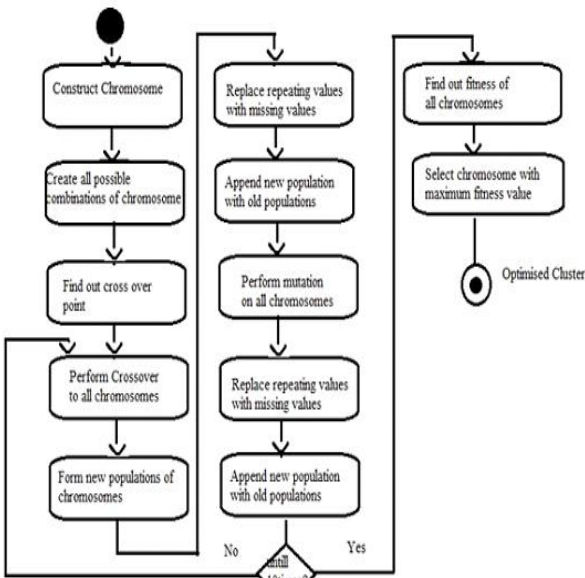 Construct Chromosome
Create all possible
combinations of chromosome
Find out cross over
point
Perform Crossover
to all chromosomes
Form new populations of
chromosomes
Replace repeating values
with missing values
Append new population
with old populations
Perform mutation
on all chromosomes
Replace repeating values
with missing values
Append new population
with old populations
No
Yes
untill
Find out fitness of
all chromosomes
Select chromosome with
maximum fitness value
Optimised Cluster